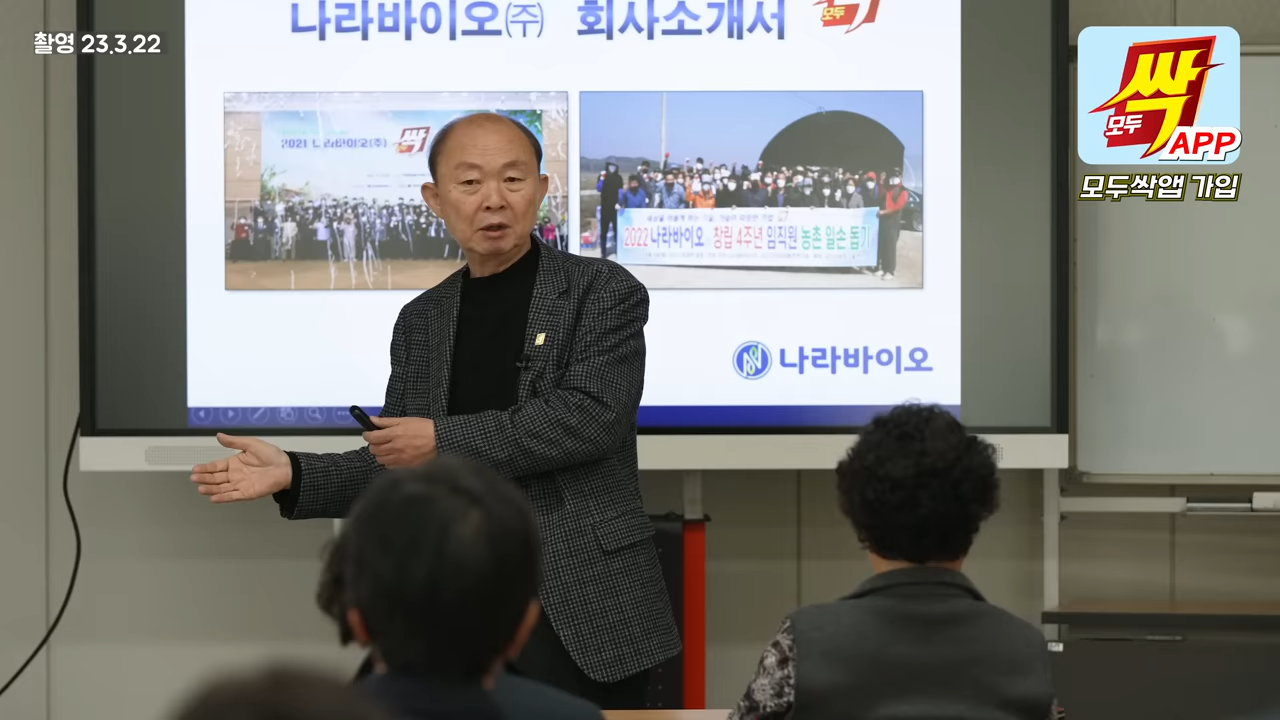 촬영 23.3.22
나라바이오㈜ 회사소개서
모두
싹
모두
APP
모두싹앱 가입
2021 나라바이오(주)
싹
2022 나라바이오 창립 4주년 임직원 농촌 일손 돕기
나라바이오